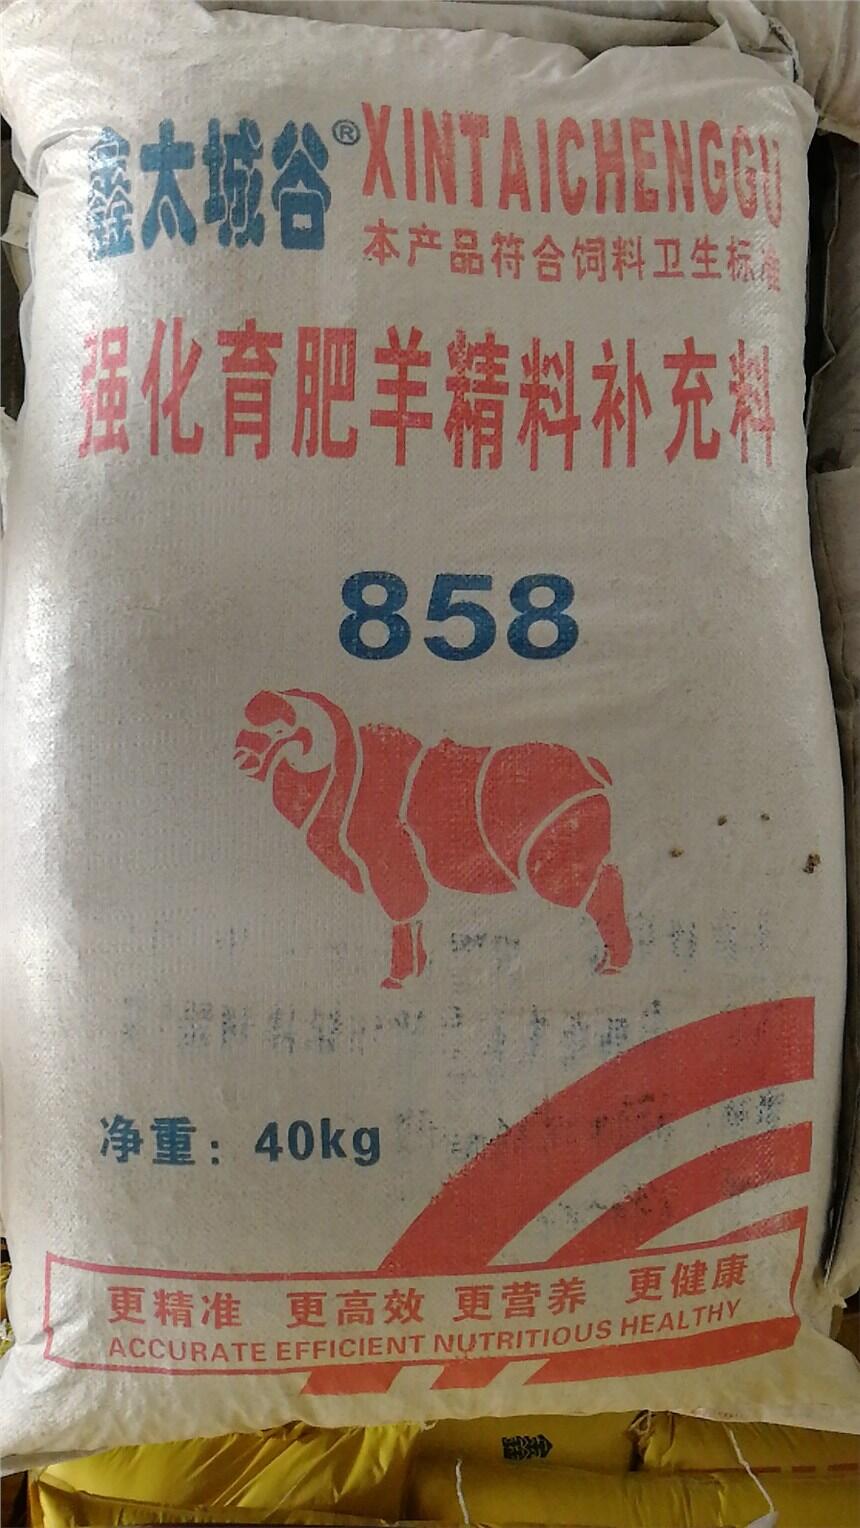 鑫太城谷® XINTAICHENGGU
本产品符合饲料卫生标准
强化育肥羊精料补充料
858
净重：40kg
更精准 更高效 更营养 更健康
ACCURATE EFFICIENT NUTRITIOUS HEALTHY
鑫